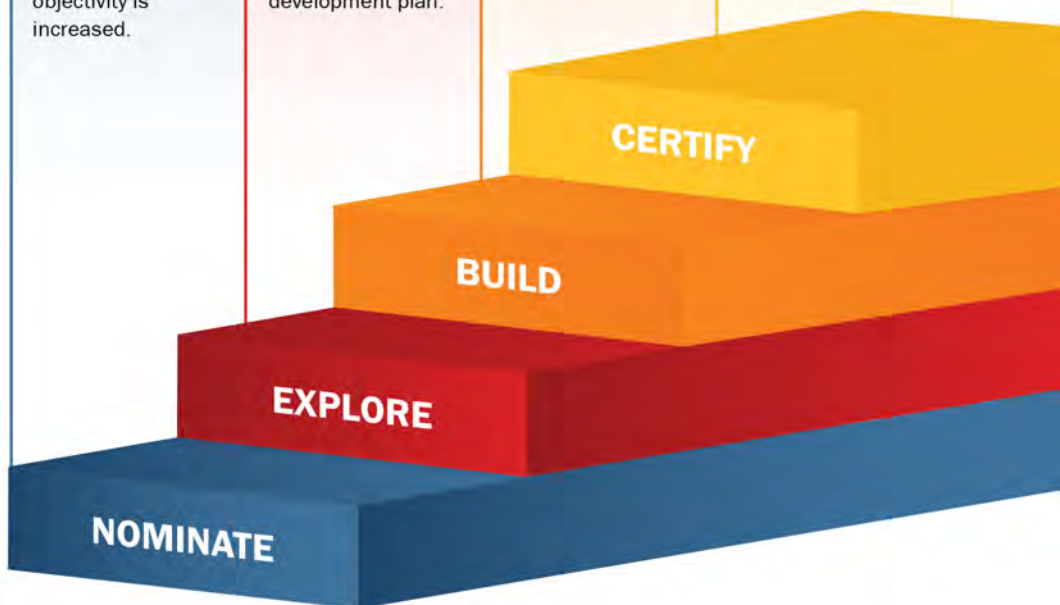 objectivity is
increased.
development plan.
CERTIFY
BUILD
EXPLORE
NOMINATE